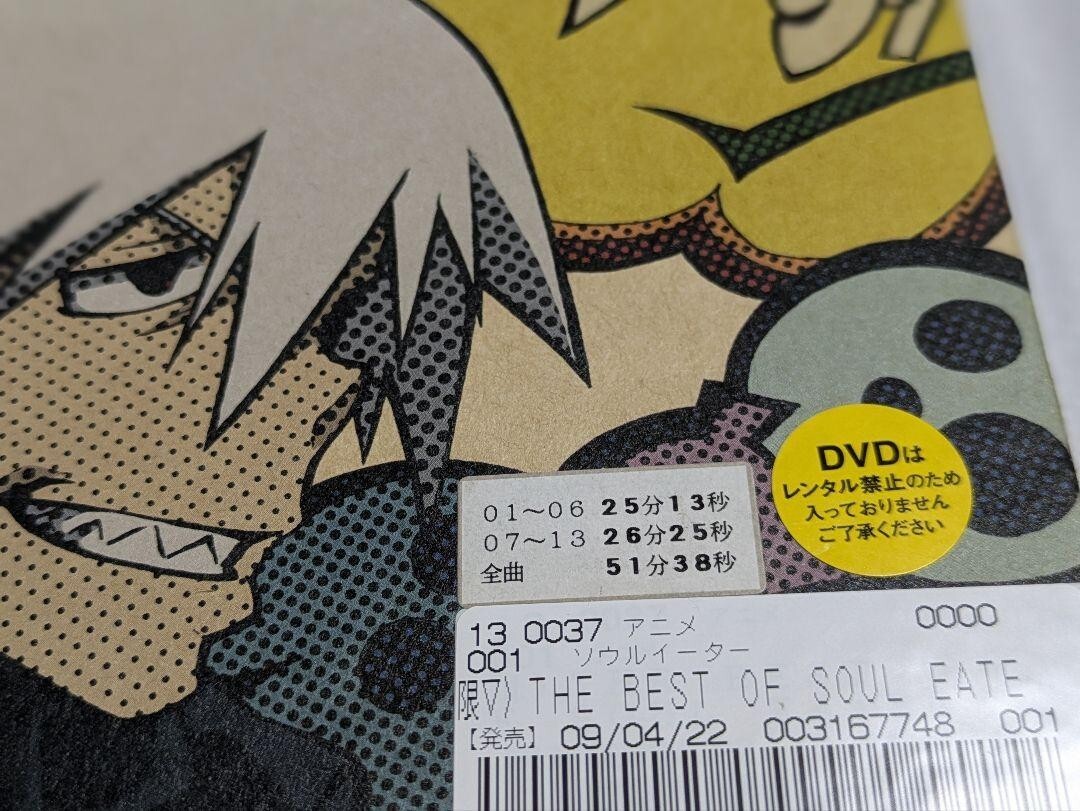 DVDは
レンタル禁止のため
入っておりません
ご了承ください
01～06 25分13秒
07～13 26分25秒
全曲 51分38秒
13 0037 アニメ 0000
001 ソウルイーター
限▽)THE BEST OF SOUL EATE
【発売】 09/04/22 003167748 001